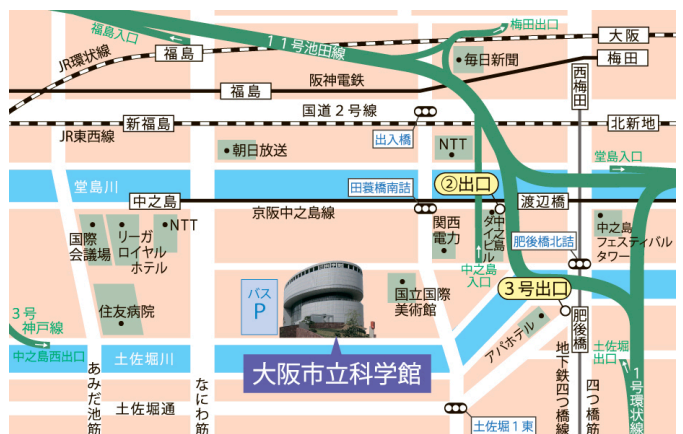 福島入口
11号池田線
梅田出口
大阪
JR環状線
福島
毎日新聞
梅田
阪神電鉄
福島
西梅田
国道2号線
新福島
出入橋
北新地
JR東西線
朝日放送
NTT
堂島入口
堂島川
田蓑橋南詰
②出口
中之島
京阪中之島線
渡辺橋
NTT
国際
会議場
リーガ
ロイヤル
ホテル
関西
電力
中之島
ダイビル
肥後橋北詰
中之島
フェスティバル
タワー
中之島
入口
バス
P
国立国際
美術館
3号出口
住友病院
3号
神戸線
肥後橋
アパホテル
中之島西出口
土佐堀川
土佐堀
出口
大阪市立科学館
あみだ池筋
なにわ筋
地下鉄四つ橋線
四つ橋筋
1号環状線
土佐堀通
土佐堀1東